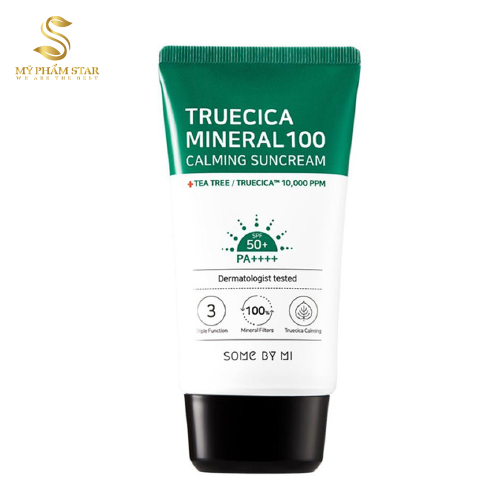 MỸ PHẨM STAR
WE ARE THE BEST
TRUECICA
MINERAL100
CALMING SUNCREAM
+TEA TREE / TRUECICA™ 10,000 PPM
SPF
50+
PA++++
Dermatologist tested
3
Triple Function
100%
Mineral Filters
Truecica Calming
SOME BY MI